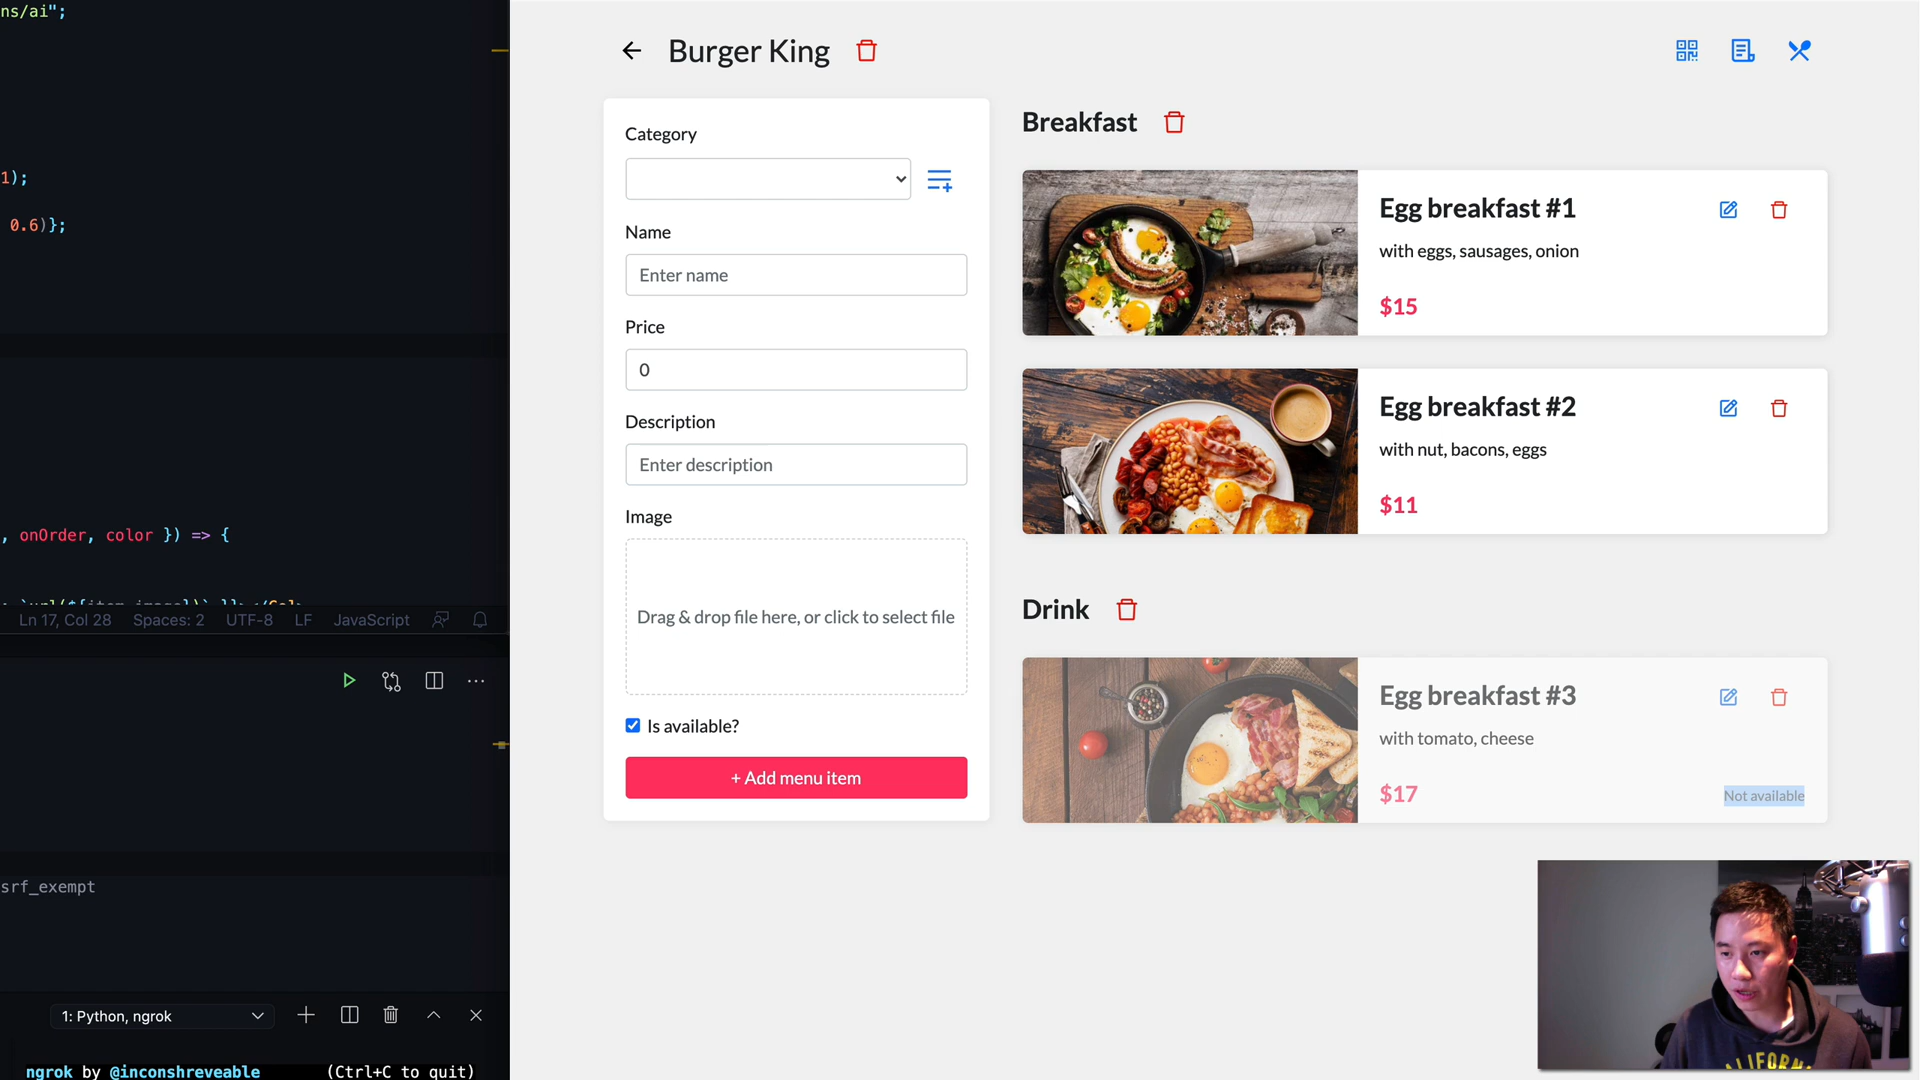 ns/ai";
1);
0.6)};
, onOrder, color }) => {
Ln 17, Col 28 Spaces: 2 UTF-8 LF JavaScript
srf_exempt
1: Python, ngrok
ngrok by @inconshreveable (Ctrl+C to quit)
Burger King
Category
Name
Enter name
Price
0
Description
Enter description
Image
Drag & drop file here, or click to select file
Is available?
+ Add menu item
Breakfast
Egg breakfast #1
with eggs, sausages, onion
$15
Egg breakfast #2
with nut, bacons, eggs
$11
Drink
Egg breakfast #3
with tomato, cheese
$17
Not available